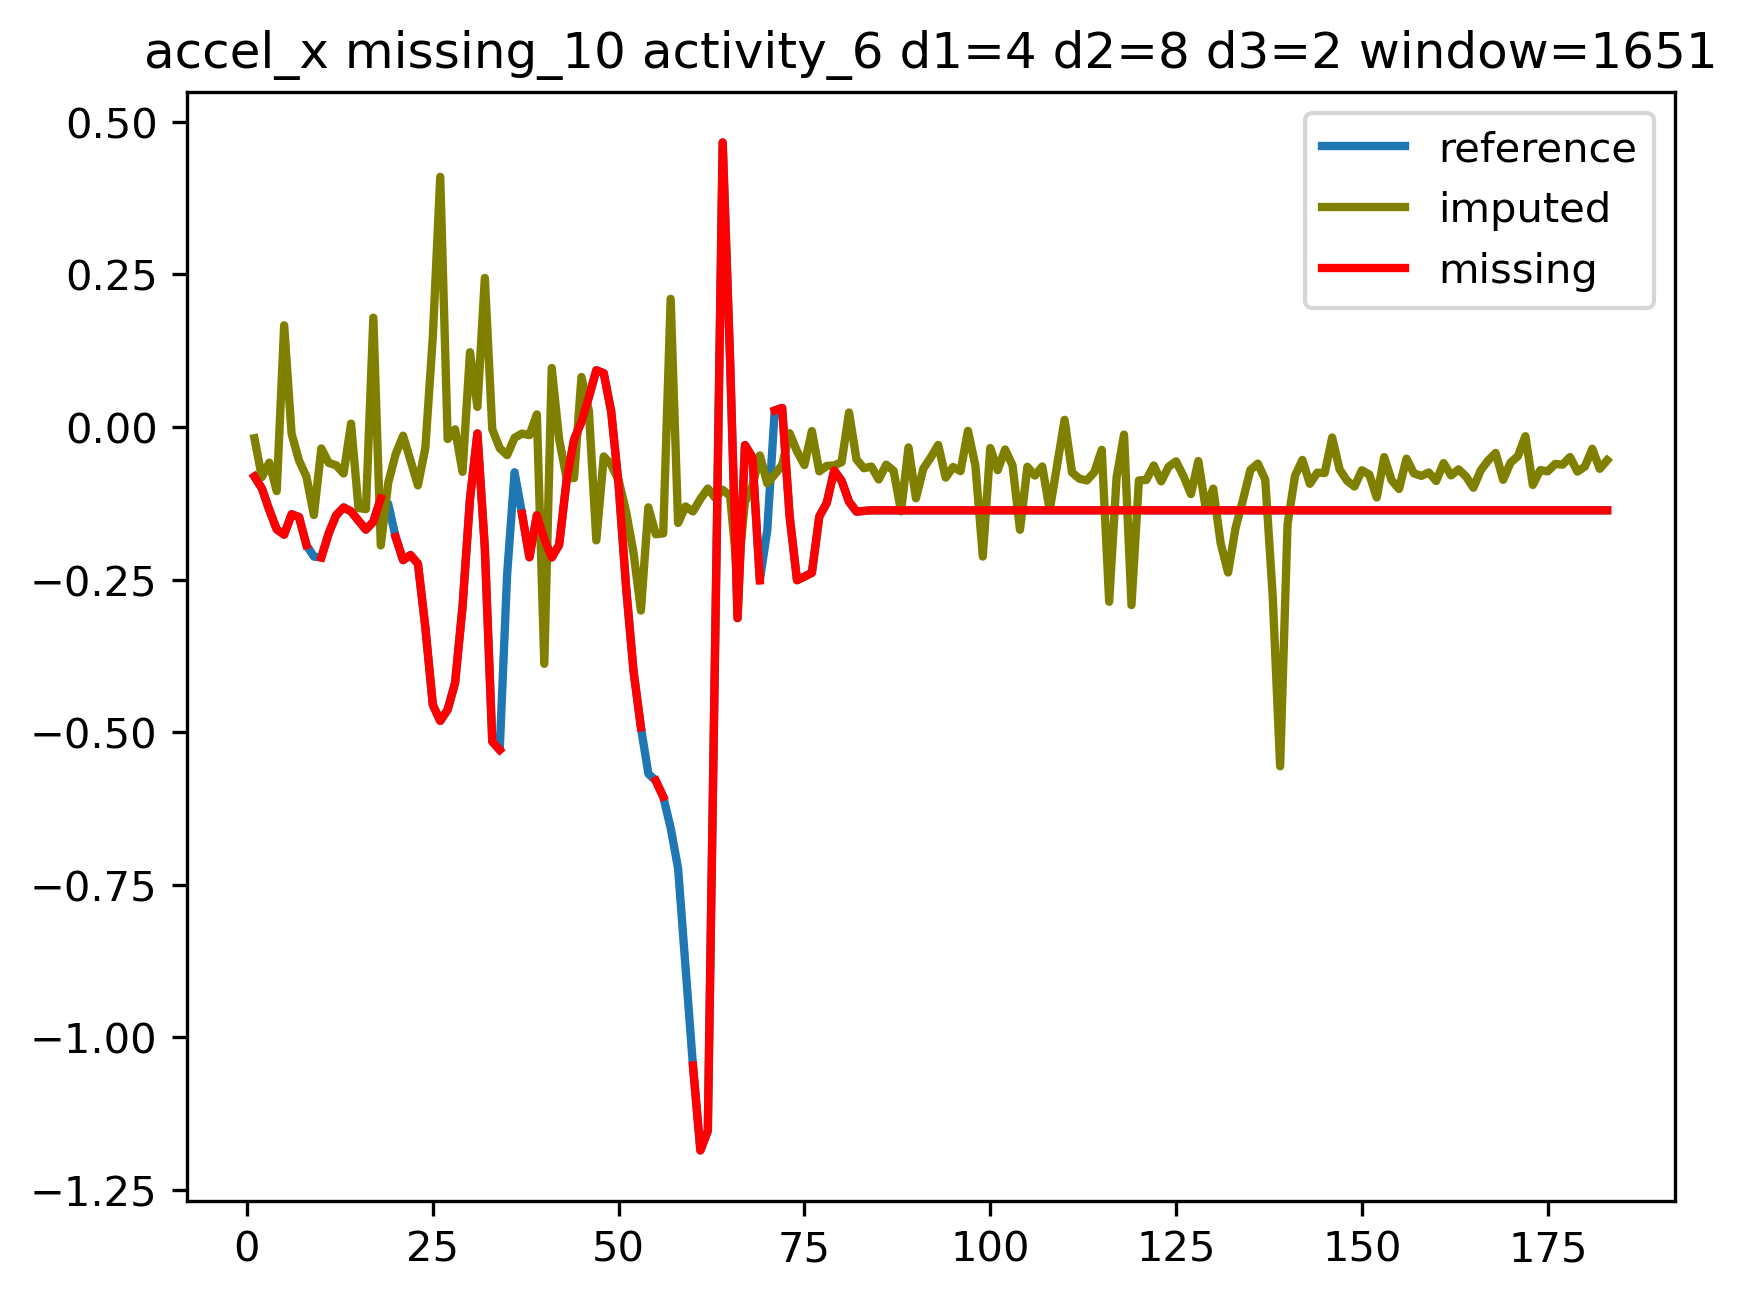 accel_x missing_10 activity_6 d1=4 d2=8 d3=2 window=1651
reference
imputed
missing
0.50
0.25
0.00
−0.25
−0.50
−0.75
−1.00
−1.25
0 25 50 75 100 125 150 175